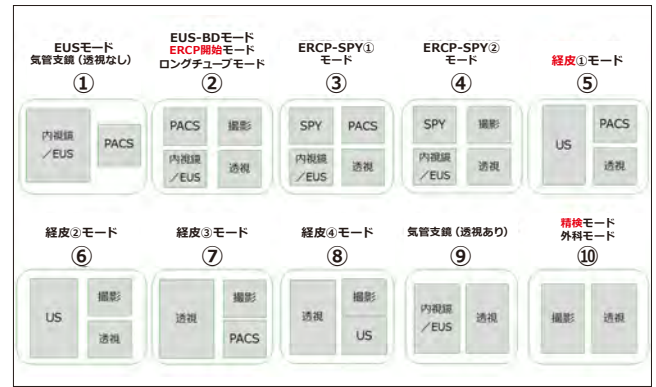 EUSモード
気管支鏡（透視なし）
①
内視鏡
／EUS
PACS
EUS-BDモード
ERCP開始モード
ロングチューブモード
②
PACS
撮影
内視鏡
／EUS
透視
ERCP-SPY①
モード
③
SPY
PACS
内視鏡
／EUS
透視
ERCP-SPY②
モード
④
SPY
撮影
内視鏡
／EUS
透視
経皮①モード
⑤
US
PACS
透視
経皮②モード
⑥
US
撮影
透視
経皮③モード
⑦
透視
撮影
PACS
経皮④モード
⑧
透視
撮影
US
気管支鏡（透視あり）
⑨
内視鏡
／EUS
透視
精検モード
外科モード
⑩
撮影
透視